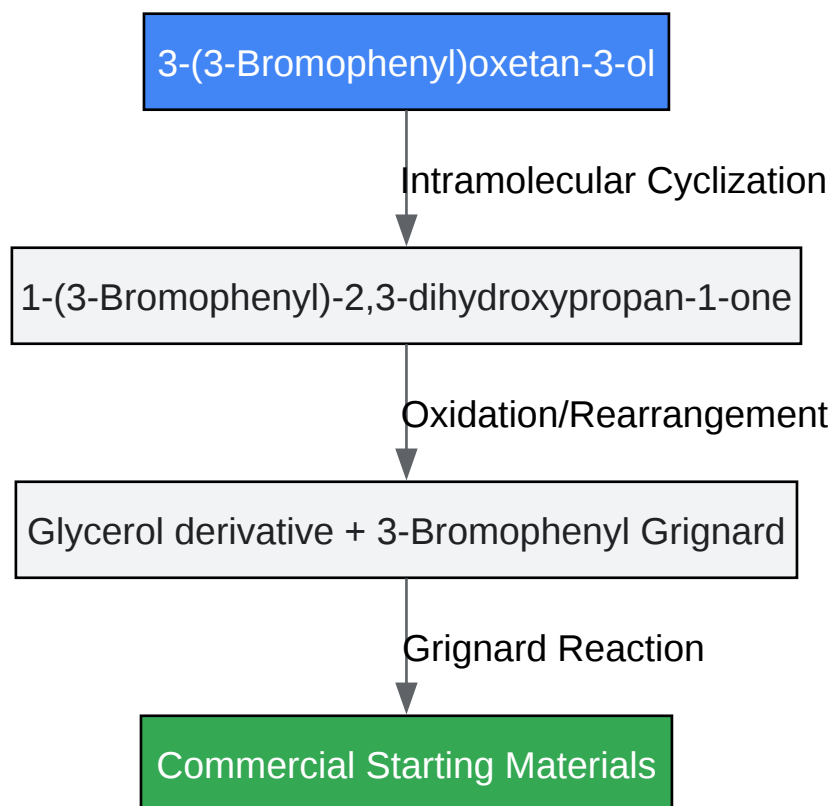 3-(3-Bromophenyl)oxetan-3-ol
Intramolecular Cyclization
1-(3-Bromophenyl)-2,3-dihydroxypropan-1-one
Oxidation/Rearrangement
Glycerol derivative + 3-Bromophenyl Grignard
Grignard Reaction
Commercial Starting Materials